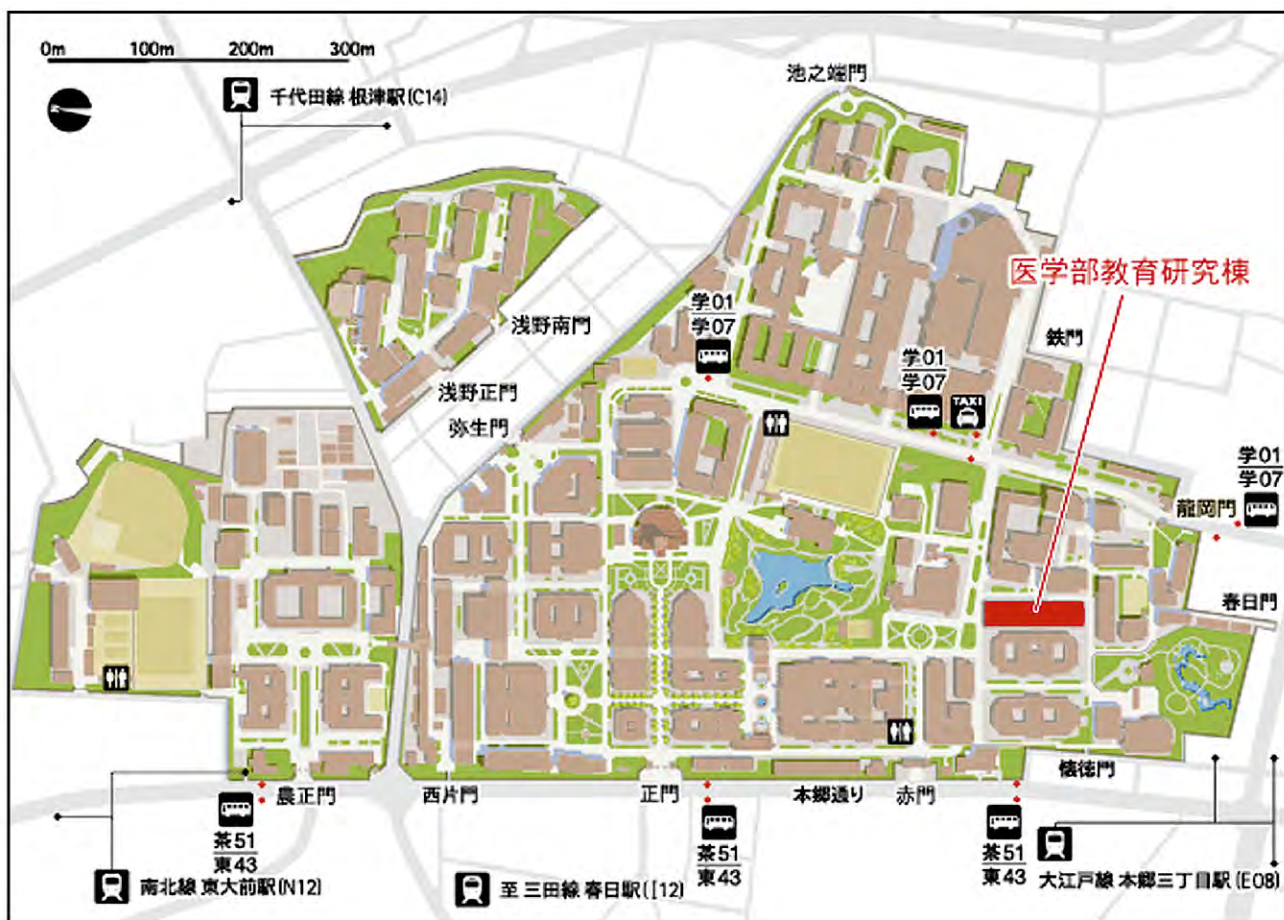 0m 100m 200m 300m
千代田線 根津駅(C14)
池之端門
医学部教育研究棟
学01
学07
浅野南門
鉄門
学01
学07
TAXI
浅野正門
弥生門
学01
学07
龍岡門
春日門
農正門
西片門
正門
本郷通り
赤門
懐徳門
茶51
東43
茶51
東43
茶51
東43
南北線 東大前駅(N12)
至 三田線 春日駅(I12)
大江戸線 本郷三丁目駅(E08)